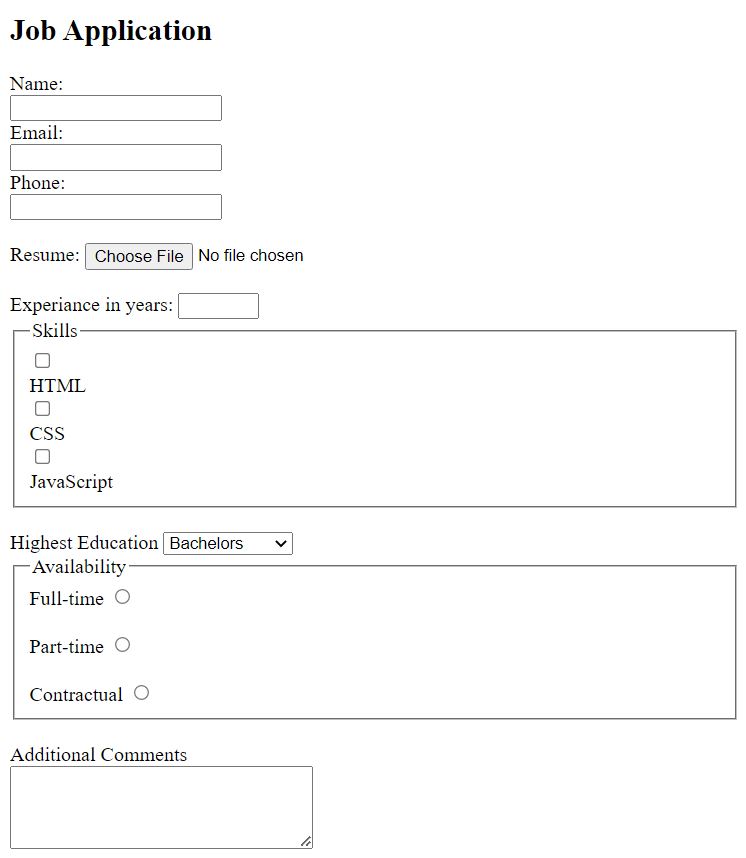 Job Application
Name:
Email:
Phone:
Resume: Choose File No file chosen
Experiance in years:
Skills
HTML
CSS
JavaScript
Highest Education Bachelors
Availability
Full-time
Part-time
Contractual
Additional Comments